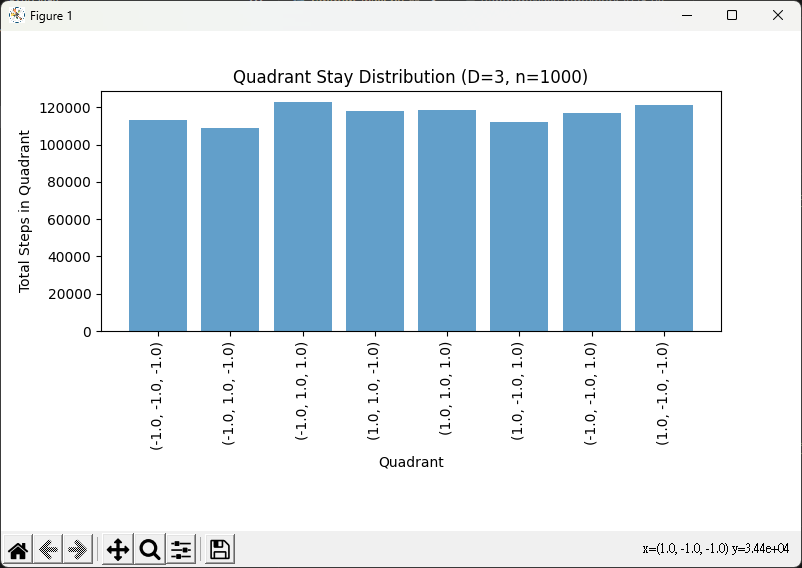 Figure 1
Quadrant Stay Distribution (D=3, n=1000)
Total Steps in Quadrant
120000
100000
80000
60000
40000
20000
0
(-1.0, -1.0, -1.0)
(-1.0, 1.0, -1.0)
(-1.0, 1.0, 1.0)
(1.0, 1.0, -1.0)
(1.0, 1.0, 1.0)
(1.0, -1.0, 1.0)
(-1.0, -1.0, 1.0)
(1.0, -1.0, -1.0)
Quadrant
x=(1.0, -1.0, -1.0) y=3.44e+04